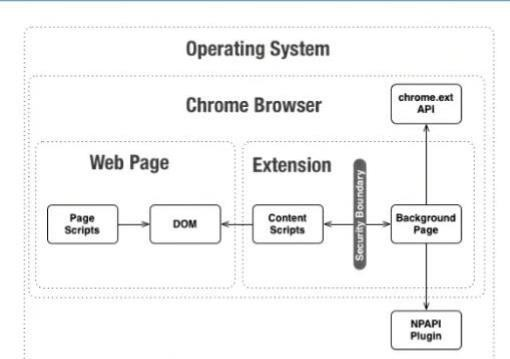 Operating System
chrome.ext
API
Chrome Browser
Web Page
Extension
Page
Scripts
DOM
Content
Scripts
Security Boundary
Background
Page
NPAPI
Plugin